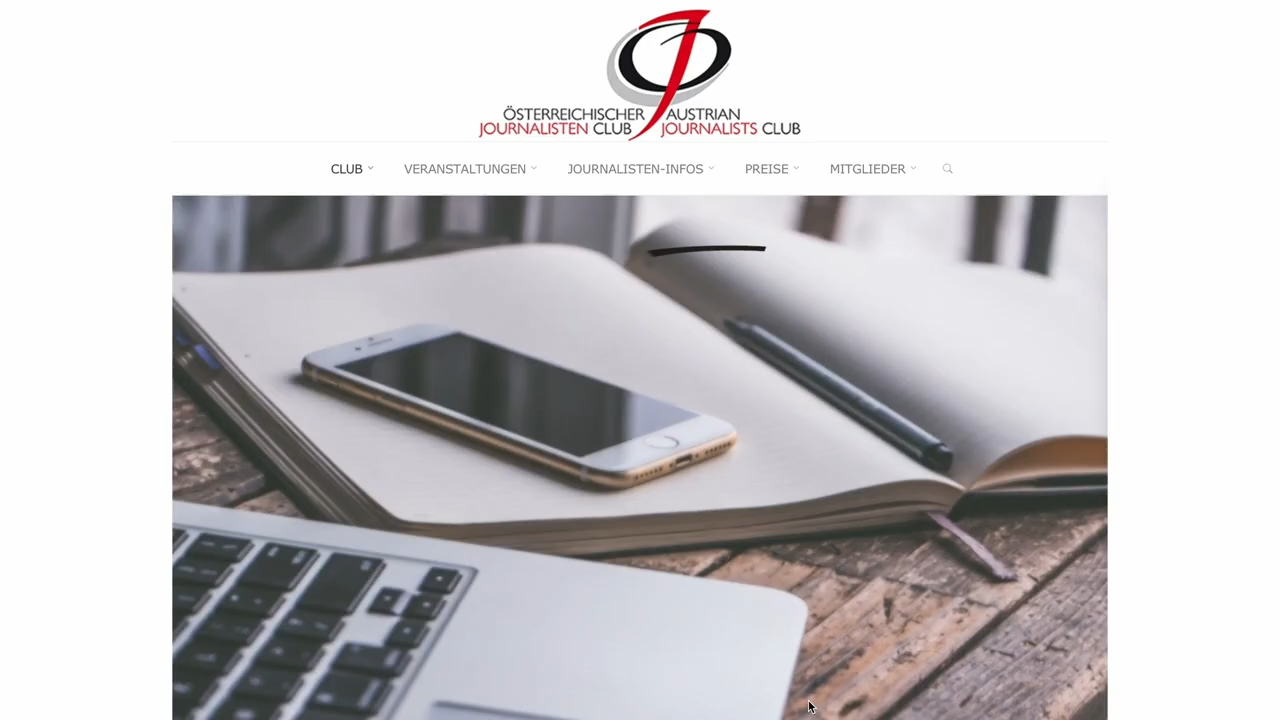 ÖSTERREICHISCHER AUSTRIAN
JOURNALISTEN CLUB JOURNALISTS CLUB
CLUB VERANSTALTUNGEN JOURNALISTEN-INFOS PREISE MITGLIEDER